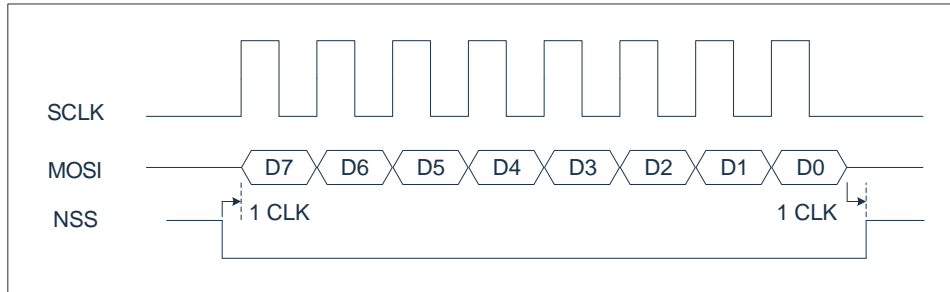 SCLK
MOSI D7 D6 D5 D4 D3 D2 D1 D0
1 CLK 1 CLK
NSS